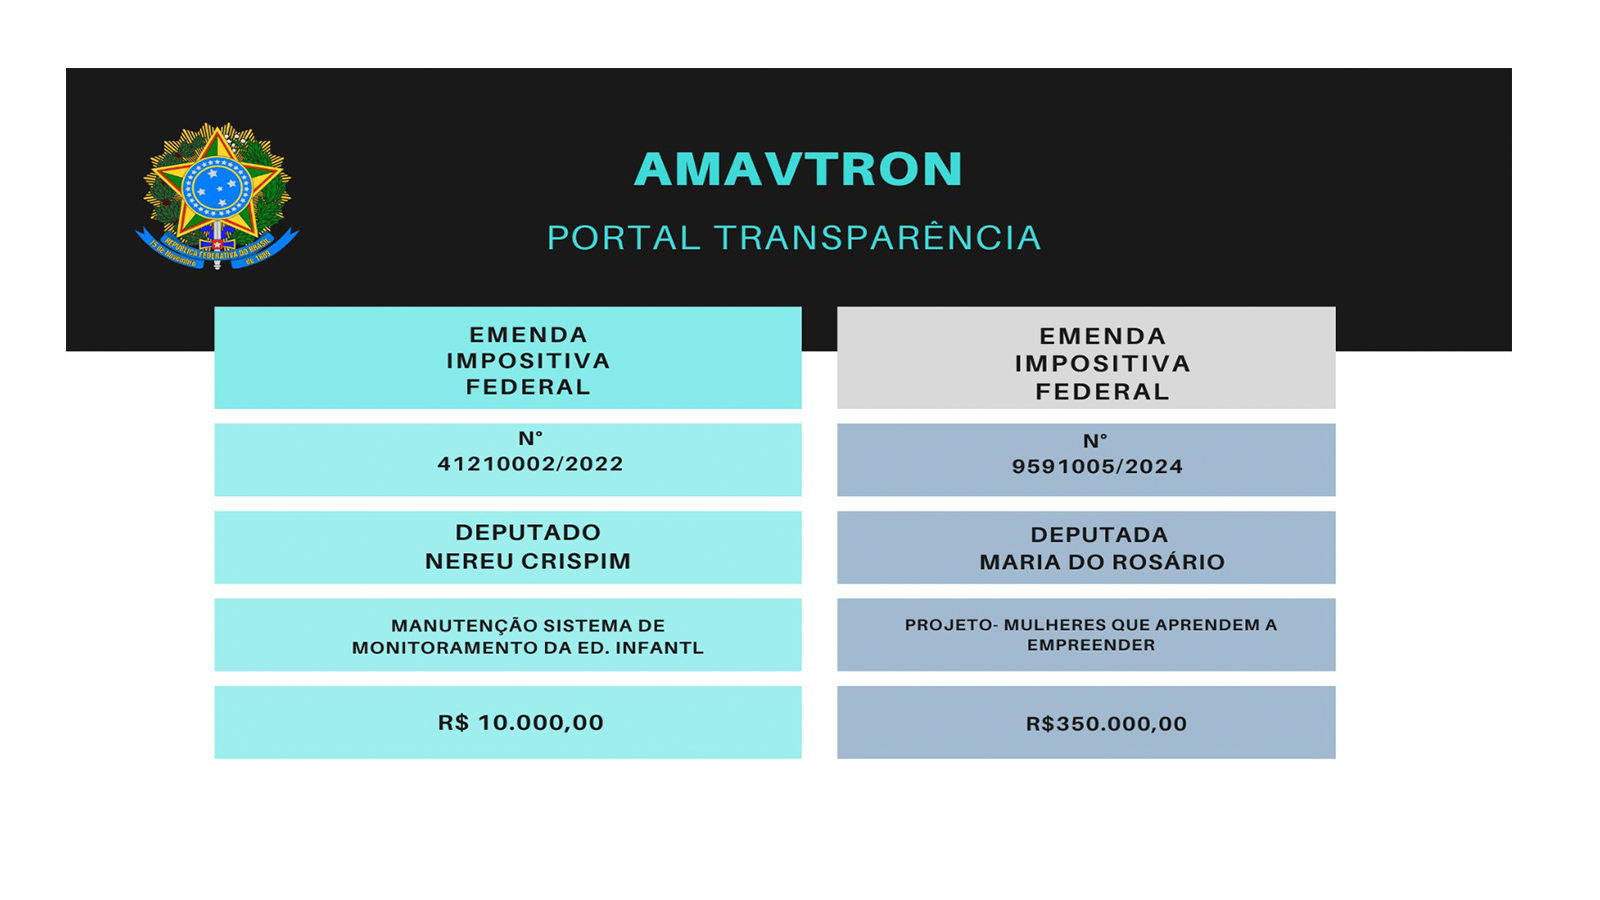 AMAVTRON
PORTAL TRANSPARÊNCIA
REPÚBLICA FEDERATIVA DO BRASIL
15 de Novembro de 1889
EMENDA
IMPOSITIVA
FEDERAL
N°
41210002/2022
DEPUTADO
NEREU CRISPIM
MANUTENÇÃO SISTEMA DE
MONITORAMENTO DA ED. INFANTL
R$ 10.000,00
EMENDA
IMPOSITIVA
FEDERAL
N°
9591005/2024
DEPUTADA
MARIA DO ROSÁRIO
PROJETO- MULHERES QUE APRENDEM A
EMPREENDER
R$350.000,00